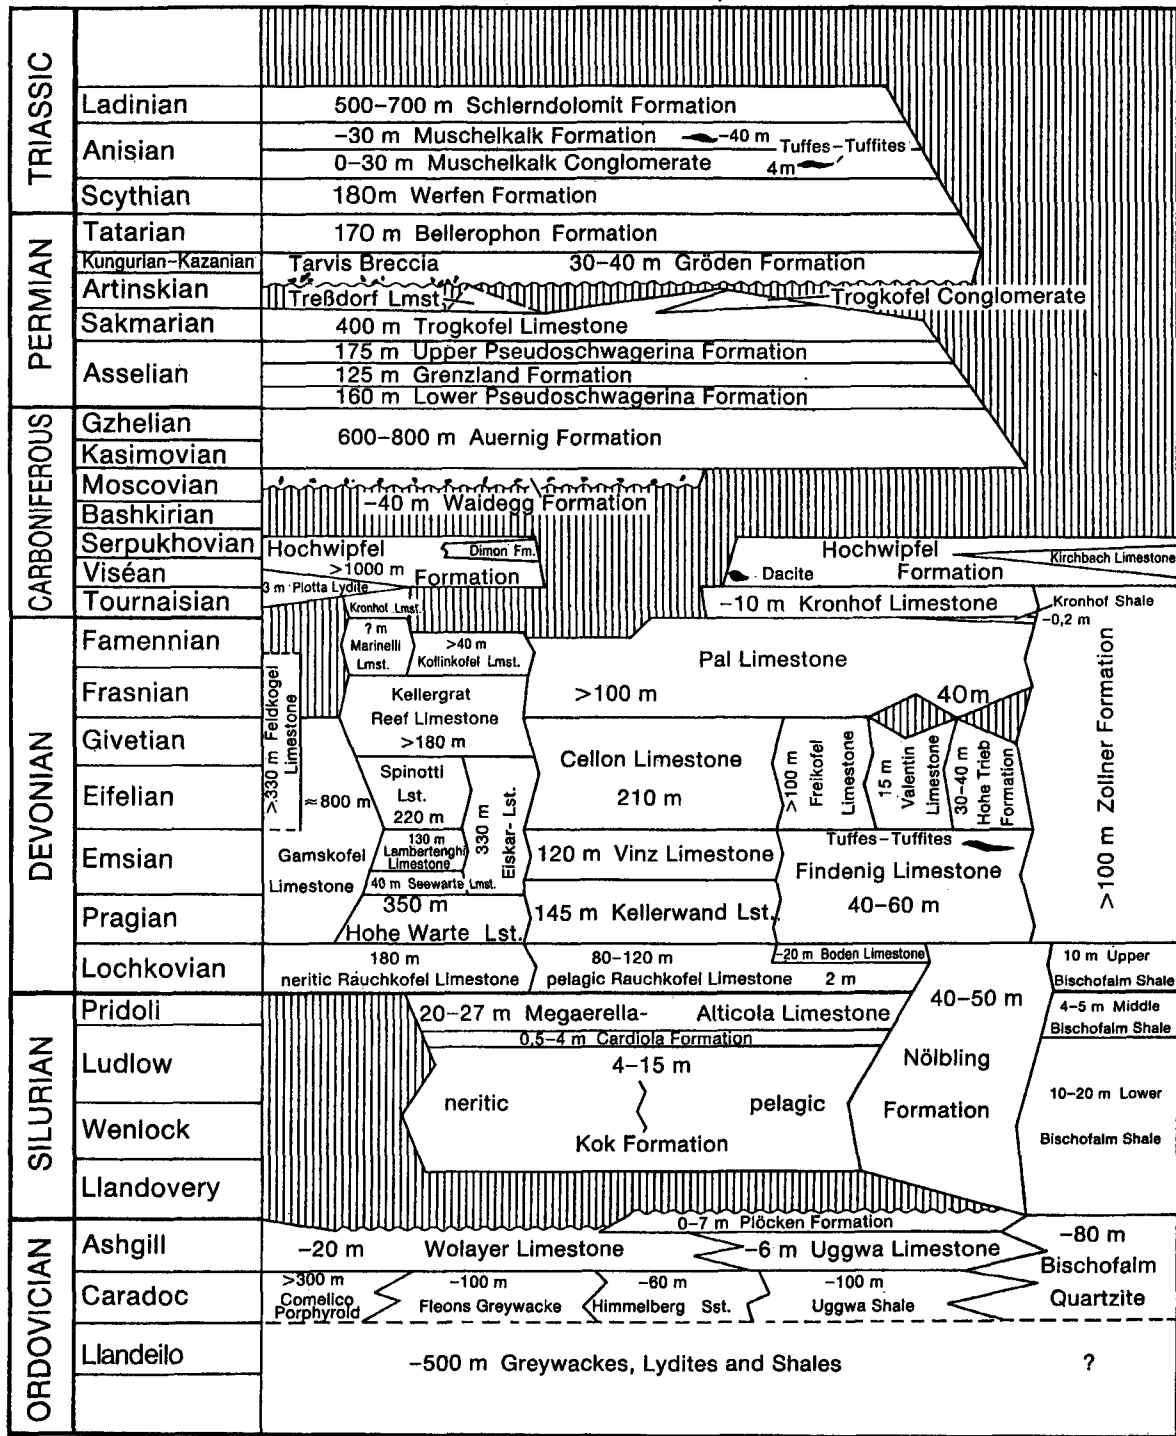 TRIASSIC
Ladinian
500–700 m Schlerndolomit Formation
Anisian
–30 m Muschelkalk Formation
–40 m
Tuffes–Tuffites
0–30 m Muschelkalk Conglomerate
4m
Scythian
180m Werfen Formation
PERMIAN
Tatarian
170 m Bellerophon Formation
Kungurian–Kazanian
Tarvis Breccia
30–40 m Gröden Formation
Artinskian
Treßdorf Lmst
Trogkofel Conglomerate
Sakmarian
400 m Trogkofel Limestone
Asselian
175 m Upper Pseudoschwagerina Formation
125 m Grenzland Formation
160 m Lower Pseudoschwagerina Formation
CARBONIFEROUS
Gzhelian
Kasimovian
600–800 m Auernig Formation
Moscovian
–40 m Waidegg Formation
Bashkirian
Serpukhovian
Hochwipfel
Dimon Fm.
Hochwipfel
Kirchbach Limestone
Viséan
>1000 m
Formation
Dacite
Formation
3 m Plotta Lydite
Tournaisian
Kronhof Lmst.
–10 m Kronhof Limestone
Kronhof Shale
–0,2 m
DEVONIAN
Famennian
? m
Marinelli
Lmst.
>40 m
Kollinkofel Lmst.
Pal Limestone
Frasnian
>330 m Feldkogel
Limestone
Kellergrat
Reef Limestone
>180 m
>100 m
40m
>100 m Zollner Formation
Givetian
Cellon Limestone
210 m
>100 m
Freikofel
Limestone
15 m
Valentin
Limestone
30–40 m
Hohe Trieb
Formation
Eifelian
≈800 m
Spinotti
Lst.
220 m
330 m
Eiskar-Lst.
Emsian
Gamskofel
Limestone
130 m
Lambertenghi
Limestone
40 m Seewarte Lmst.
120 m Vinz Limestone
Tuffes–Tuffites
Findenig Limestone
40–60 m
Pragian
350 m
Hohe Warte Lst.
145 m Kellerwand Lst.
Lochkovian
180 m
neritic Rauchkofel Limestone
80–120 m
pelagic Rauchkofel Limestone
–20 m Boden Limestone
2 m
10 m Upper
Bischofalm Shale
SILURIAN
Pridoli
20–27 m Megaerella–
Alticola Limestone
40–50 m
Nölbling
Formation
4–5 m Middle
Bischofalm Shale
0,5–4 m Cardiola Formation
Ludlow
4–15 m
neritic
pelagic
10–20 m Lower
Bischofalm Shale
Wenlock
Kok Formation
Llandovery
ORDOVICIAN
0–7 m Plöcken Formation
Ashgill
–20 m
Wolayer Limestone
–6 m Uggwa Limestone
–80 m
Bischofalm
Quartzite
Caradoc
>300 m
Comelico
Porphyroid
–100 m
Fleons Greywacke
–60 m
Himmelberg Sst.
–100 m
Uggwa Shale
Llandeilo
–500 m Greywackes, Lydites and Shales
?